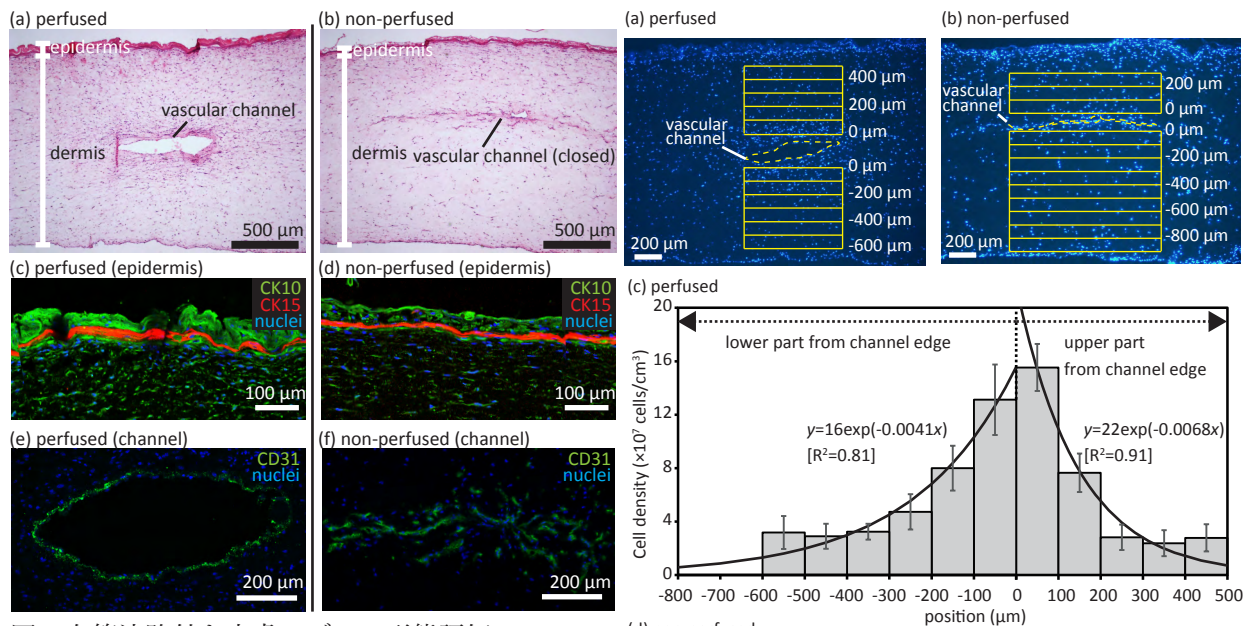 (a) perfused
epidermis
vascular channel
dermis
500 μm
(b) non-perfused
epidermis
dermis
vascular channel (closed)
500 μm
(c) perfused (epidermis)
CK10
CK15
nuclei
100 μm
(d) non-perfused (epidermis)
CK10
CK15
nuclei
100 μm
(e) perfused (channel)
CD31
nuclei
200 μm
(f) non-perfused (channel)
CD31
nuclei
200 μm
(a) perfused
400 μm
200 μm
0 μm
vascular
channel
0 μm
-200 μm
-400 μm
-600 μm
200 μm
(b) non-perfused
200 μm
vascular
channel
0 μm
0 μm
-200 μm
-400 μm
-600 μm
-800 μm
200 μm
(c) perfused
20
16
12
8
4
0
Cell density (×10⁷ cells/cm³)
lower part from channel edge
upper part
from channel edge
y=16exp(-0.0041x)
[R²=0.81]
y=22exp(-0.0068x)
[R²=0.91]
-800 -700 -600 -500 -400 -300 -200 -100 0 100 200 300 400 500
position (μm)